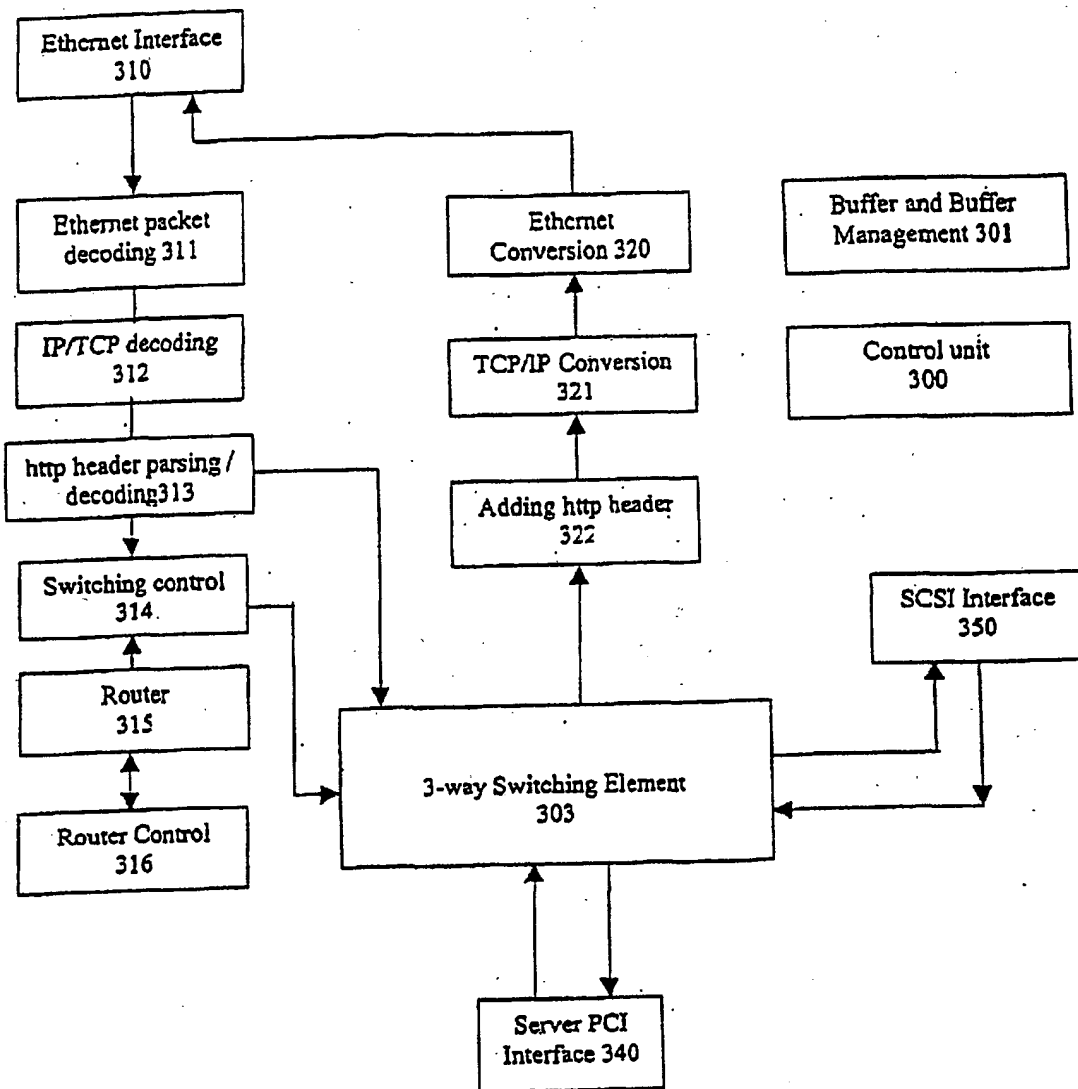 Ethernet Interface
310
Ethernet packet
decoding 311
Ethernet
Conversion 320
Buffer and Buffer
Management 301
IP/TCP decoding
312
TCP/IP Conversion
321
Control unit
300
http header parsing /
decoding313
Adding http header
322
Switching control
314.
SCSI Interface
350
Router
315
3-way Switching Element
303
Router Control
316
Server PCI
Interface 340